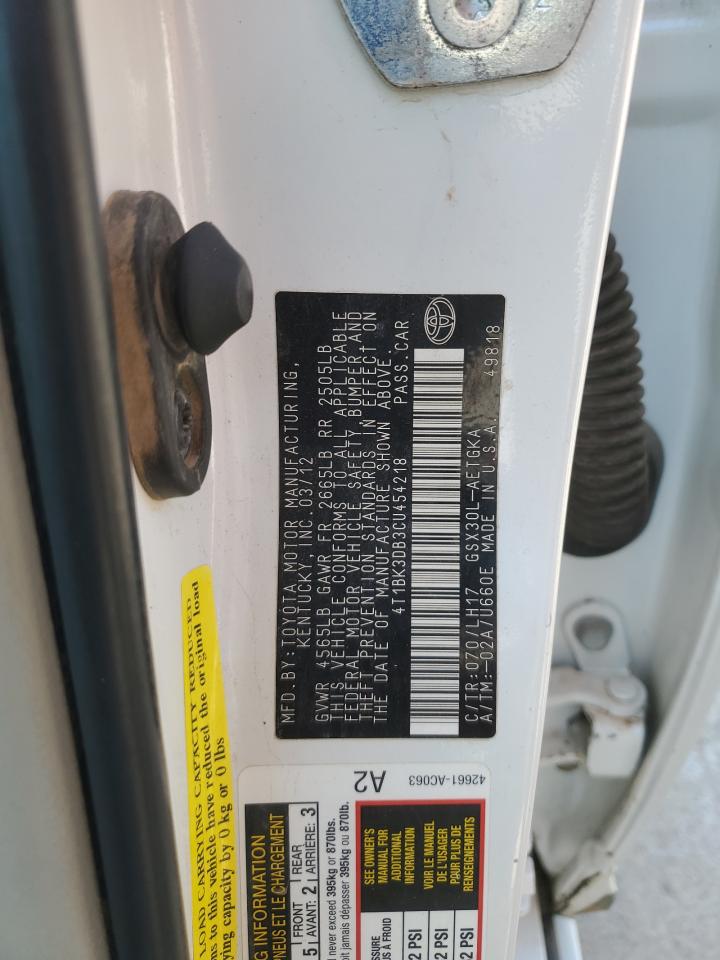 MFD.BY:TOYOTA MOTOR MANUFACTURING,
KENTUCKY, INC. 03/12
GVWR 4565LB GAWR FR 2665LB RR 2505LB
THIS VEHICLE CONFORMS TO ALL APPLICABLE
FEDERAL MOTOR VEHICLE SAFETY, BUMPER, AND
THEFT PREVENTION STANDARDS IN EFFECT ON
THE DATE OF MANUFACTURE SHOWN ABOVE.
4T1BK3DB3CU454218 PASS.CAR
C/TR:070/LH17 GSX30L-AETGKA
A/TM:-02A/U660E MADE IN U.S.A. 49818
LOAD CARRYING CAPACITY REDUCED
to this vehicle have reduced the original load
capacity by 0 kg or 0 lbs
INFORMATION
PNEUS ET LE CHARGEMENT
A2
42661-AC063
5 FRONT 2 REAR 3
AVANT: ARRIÈRE:
never exceed 395kg or 870lbs.
jamais dépasser 395kg ou 870lb.
SEE OWNER'S
MANUAL FOR
ADDITIONAL
INFORMATION
VOIR LE MANUEL
DE L'USAGER
POUR PLUS DE
RENSEIGNEMENTS
À FROID
2 PSI
2 PSI
2 PSI